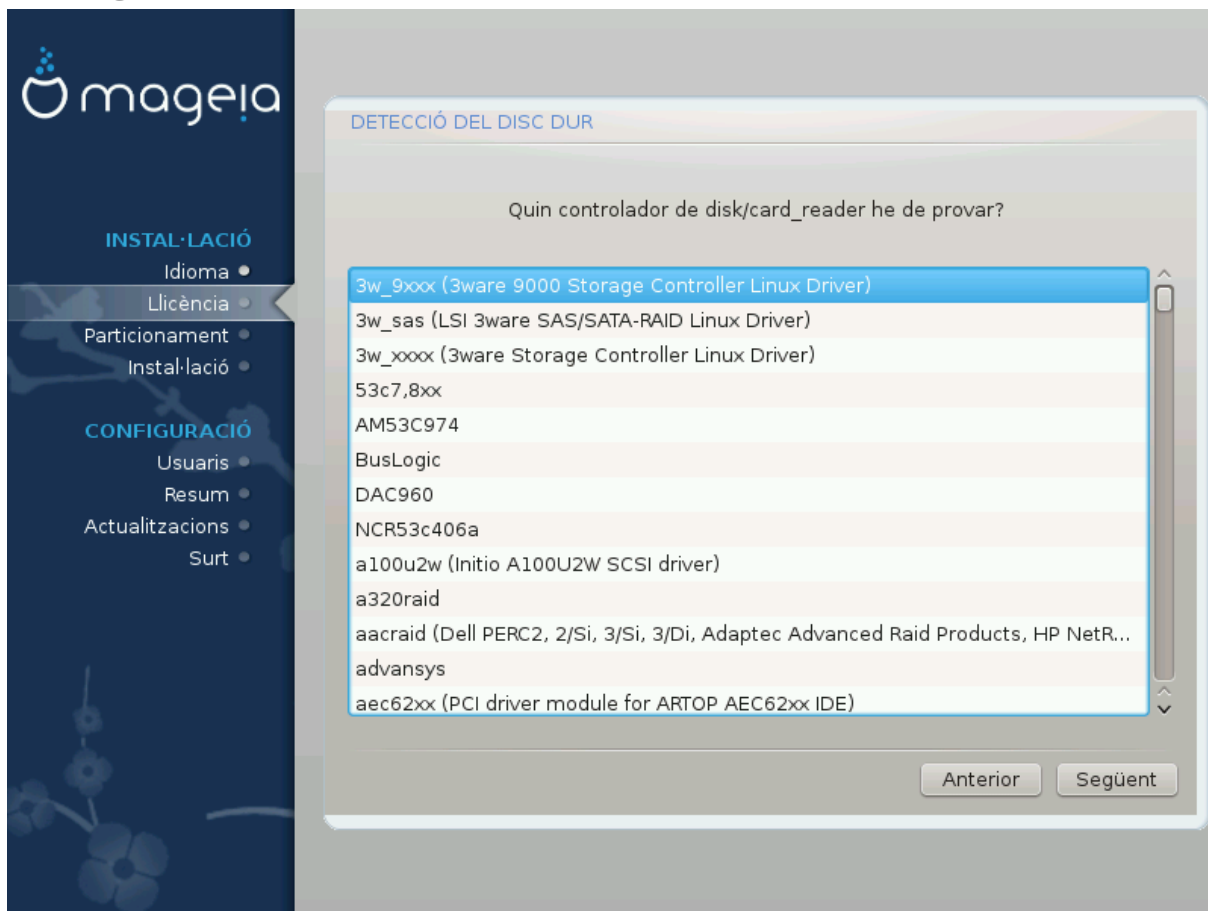 mageia
INSTAL·LACIÓ
Idioma
Llicència
Particionament
Instal·lació
CONFIGURACIÓ
Usuaris
Resum
Actualitzacions
Surt
DETECCIÓ DEL DISC DUR
Quin controlador de disk/card_reader he de provar?
3w_9xxx (3ware 9000 Storage Controller Linux Driver)
3w_sas (LSI 3ware SAS/SATA-RAID Linux Driver)
3w_xxxx (3ware Storage Controller Linux Driver)
53c7,8xx
AM53C974
BusLogic
DAC960
NCR53c406a
a100u2w (Initio A100U2W SCSI driver)
a320raid
aacraid (Dell PERC2, 2/Si, 3/Si, 3/Di, Adaptec Advanced Raid Products, HP NetR...
advansys
aec62xx (PCI driver module for ARTOP AEC62xx IDE)
Anterior
Següent